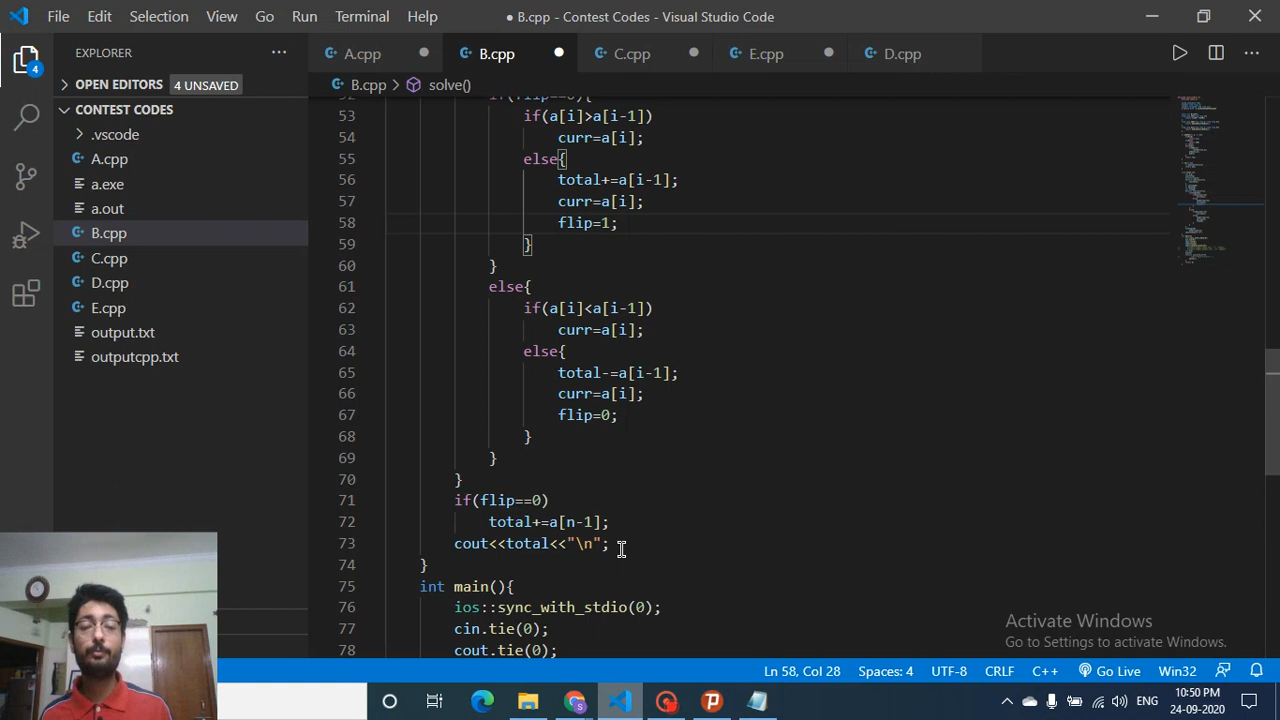 File Edit Selection View Go Run Terminal Help ● B.cpp - Contest Codes - Visual Studio Code
EXPLORER
A.cpp B.cpp C.cpp E.cpp D.cpp
OPEN EDITORS 4 UNSAVED
B.cpp > solve()
CONTEST CODES
.vscode
A.cpp
a.exe
a.out
B.cpp
C.cpp
D.cpp
E.cpp
output.txt
outputcpp.txt
4
52 if(flip==0){
53 if(a[i]>a[i-1])
54 curr=a[i];
55 else{
56 total+=a[i-1];
57 curr=a[i];
58 flip=1;
59 }
60 }
61 else{
62 if(a[i]<a[i-1])
63 curr=a[i];
64 else{
65 total-=a[i-1];
66 curr=a[i];
67 flip=0;
68 }
69 }
70 }
71 if(flip==0)
72 total+=a[n-1];
73 cout<<total<<"\n";
74 }
75 int main(){
76 ios::sync_with_stdio(0);
77 cin.tie(0);
78 cout.tie(0);
Activate Windows
Go to Settings to activate Windows.
Ln 58, Col 28 Spaces: 4 UTF-8 CRLF C++ Go Live Win32
ENG 10:50 PM
24-09-2020